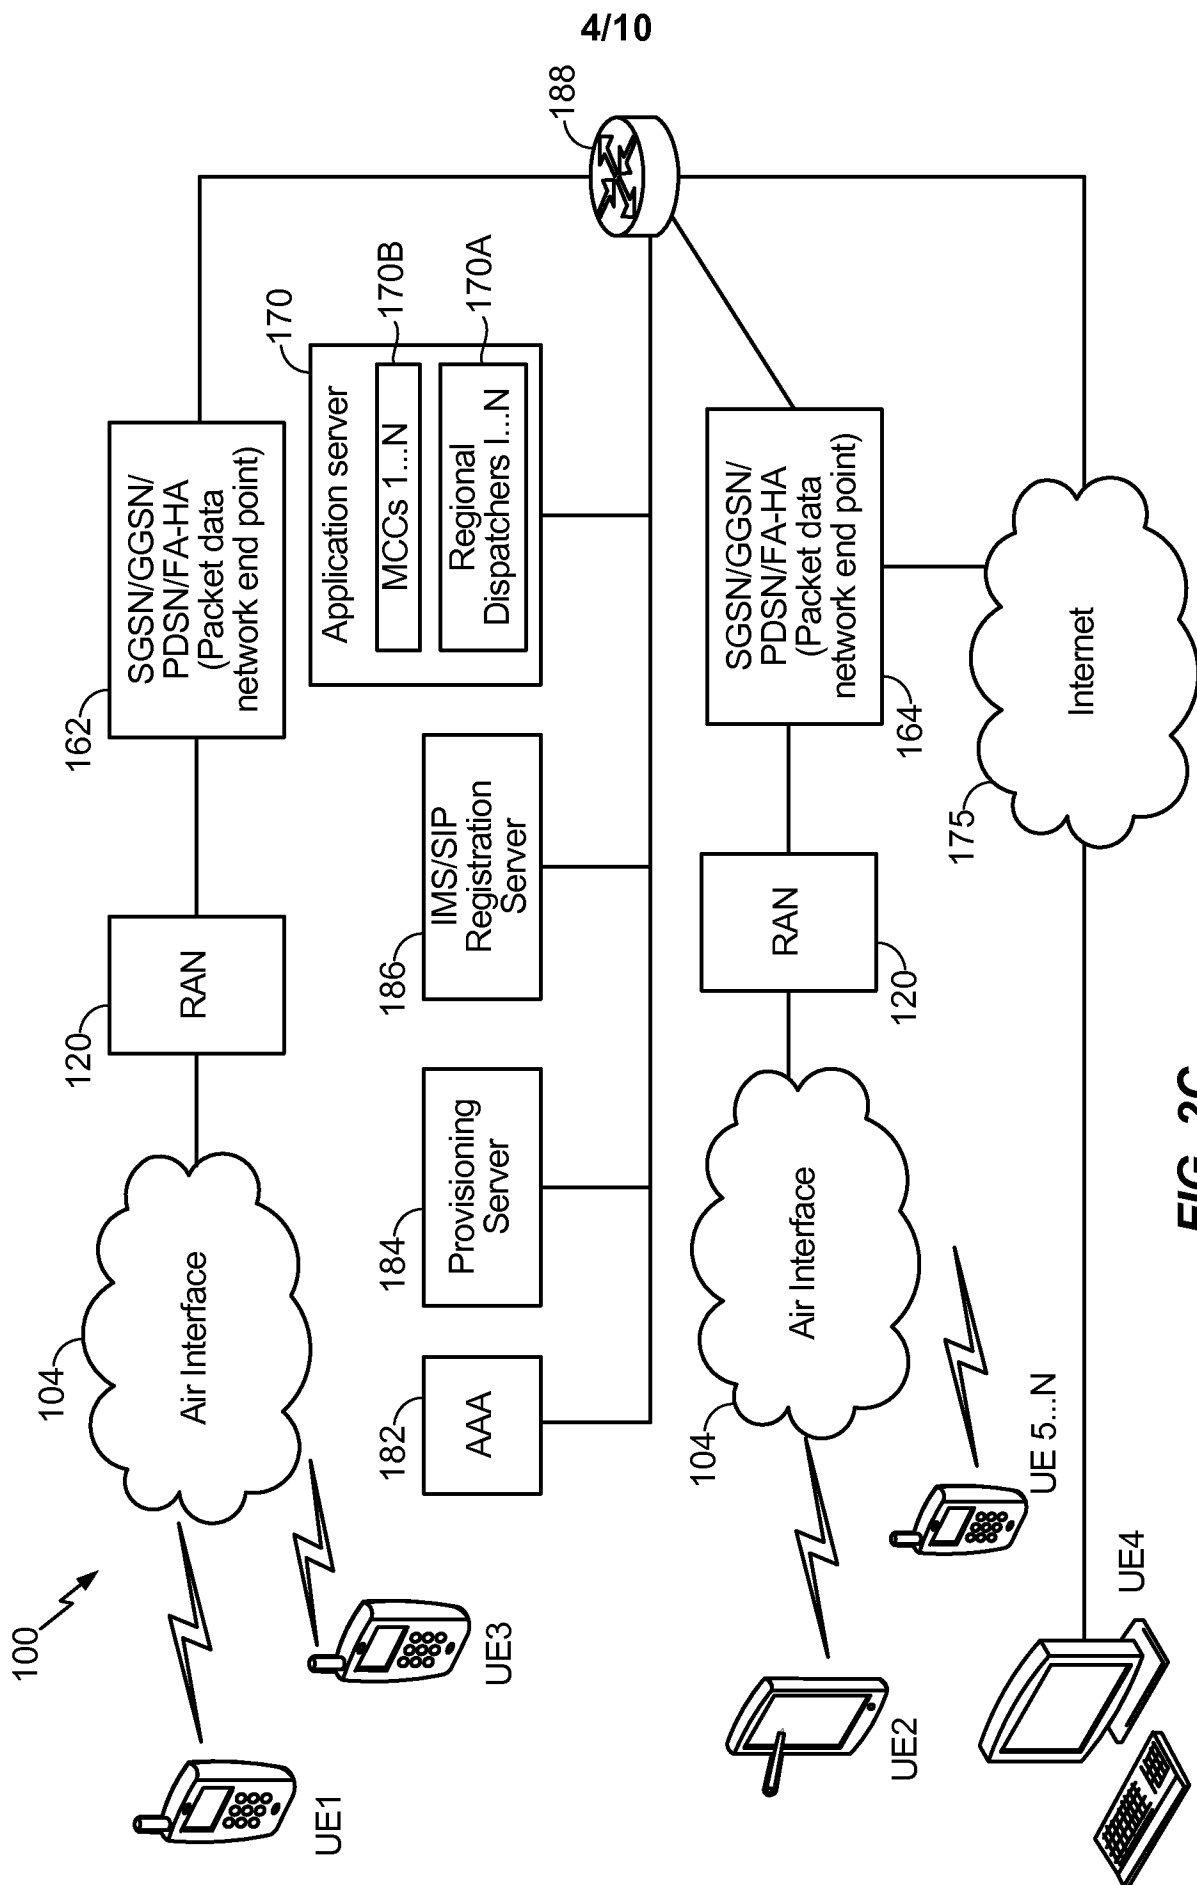 4/10
100
UE1
UE3
104
Air Interface
120
RAN
162
SGSN/GGSN/
PDSN/FA-HA
(Packet data
network end point)
188
182
AAA
184
Provisioning
Server
186
IMS/SIP
Registration
Server
170
Application server
170B
MCCs 1...N
170A
Regional
Dispatchers I...N
UE2
104
Air Interface
UE 5...N
RAN
120
SGSN/GGSN/
PDSN/FA-HA
(Packet data
network end point)
164
UE4
175
Internet
FIG. 2C